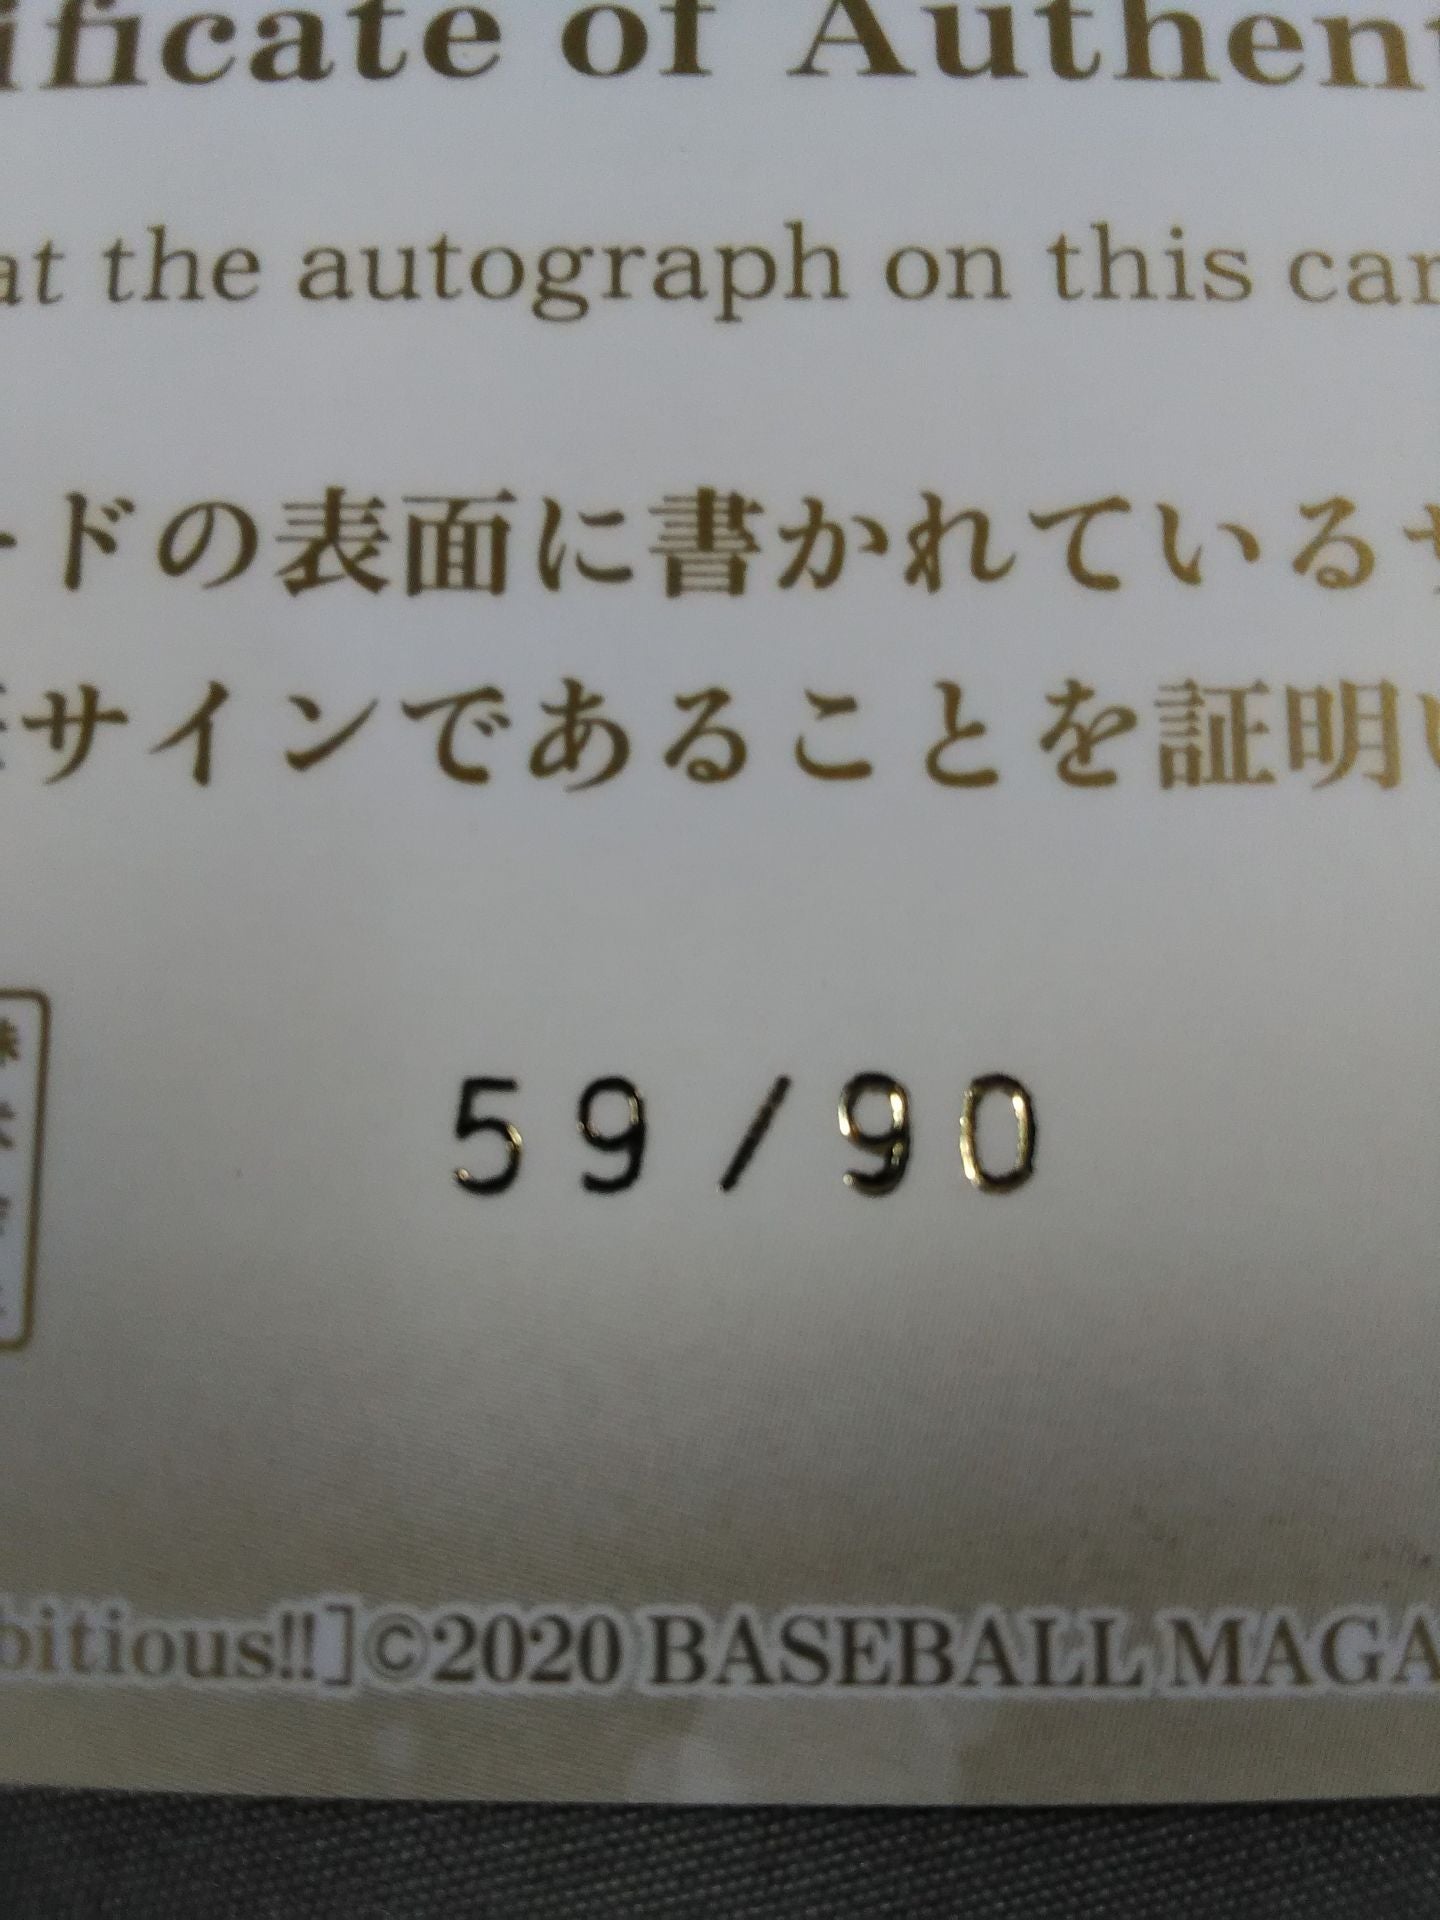 ificate of Authent
at the autograph on this car
ードの表面に書かれているサ
サインであることを証明い
59/90
bitious!!]©2020 BASEBALL MAGA